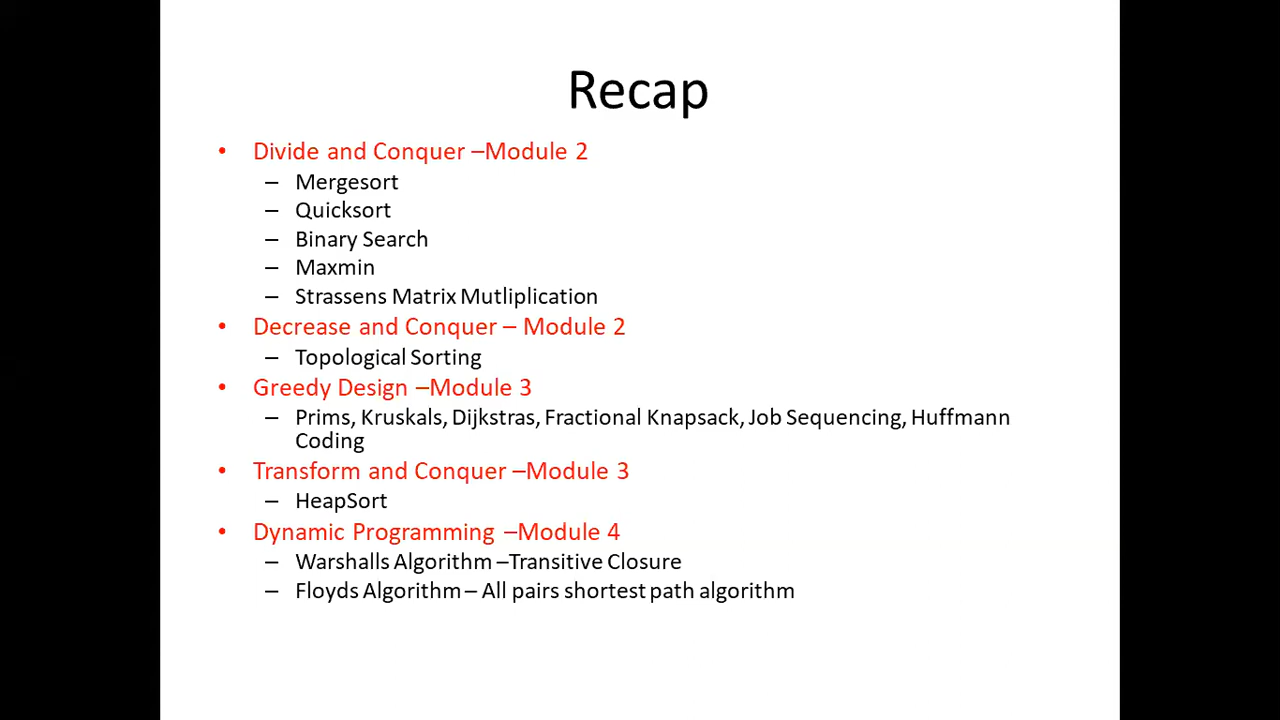 Recap
• Divide and Conquer –Module 2
– Mergesort
– Quicksort
– Binary Search
– Maxmin
– Strassens Matrix Mutliplication
• Decrease and Conquer – Module 2
– Topological Sorting
• Greedy Design –Module 3
– Prims, Kruskals, Dijkstras, Fractional Knapsack, Job Sequencing, Huffmann
Coding
• Transform and Conquer –Module 3
– HeapSort
• Dynamic Programming –Module 4
– Warshalls Algorithm –Transitive Closure
– Floyds Algorithm – All pairs shortest path algorithm